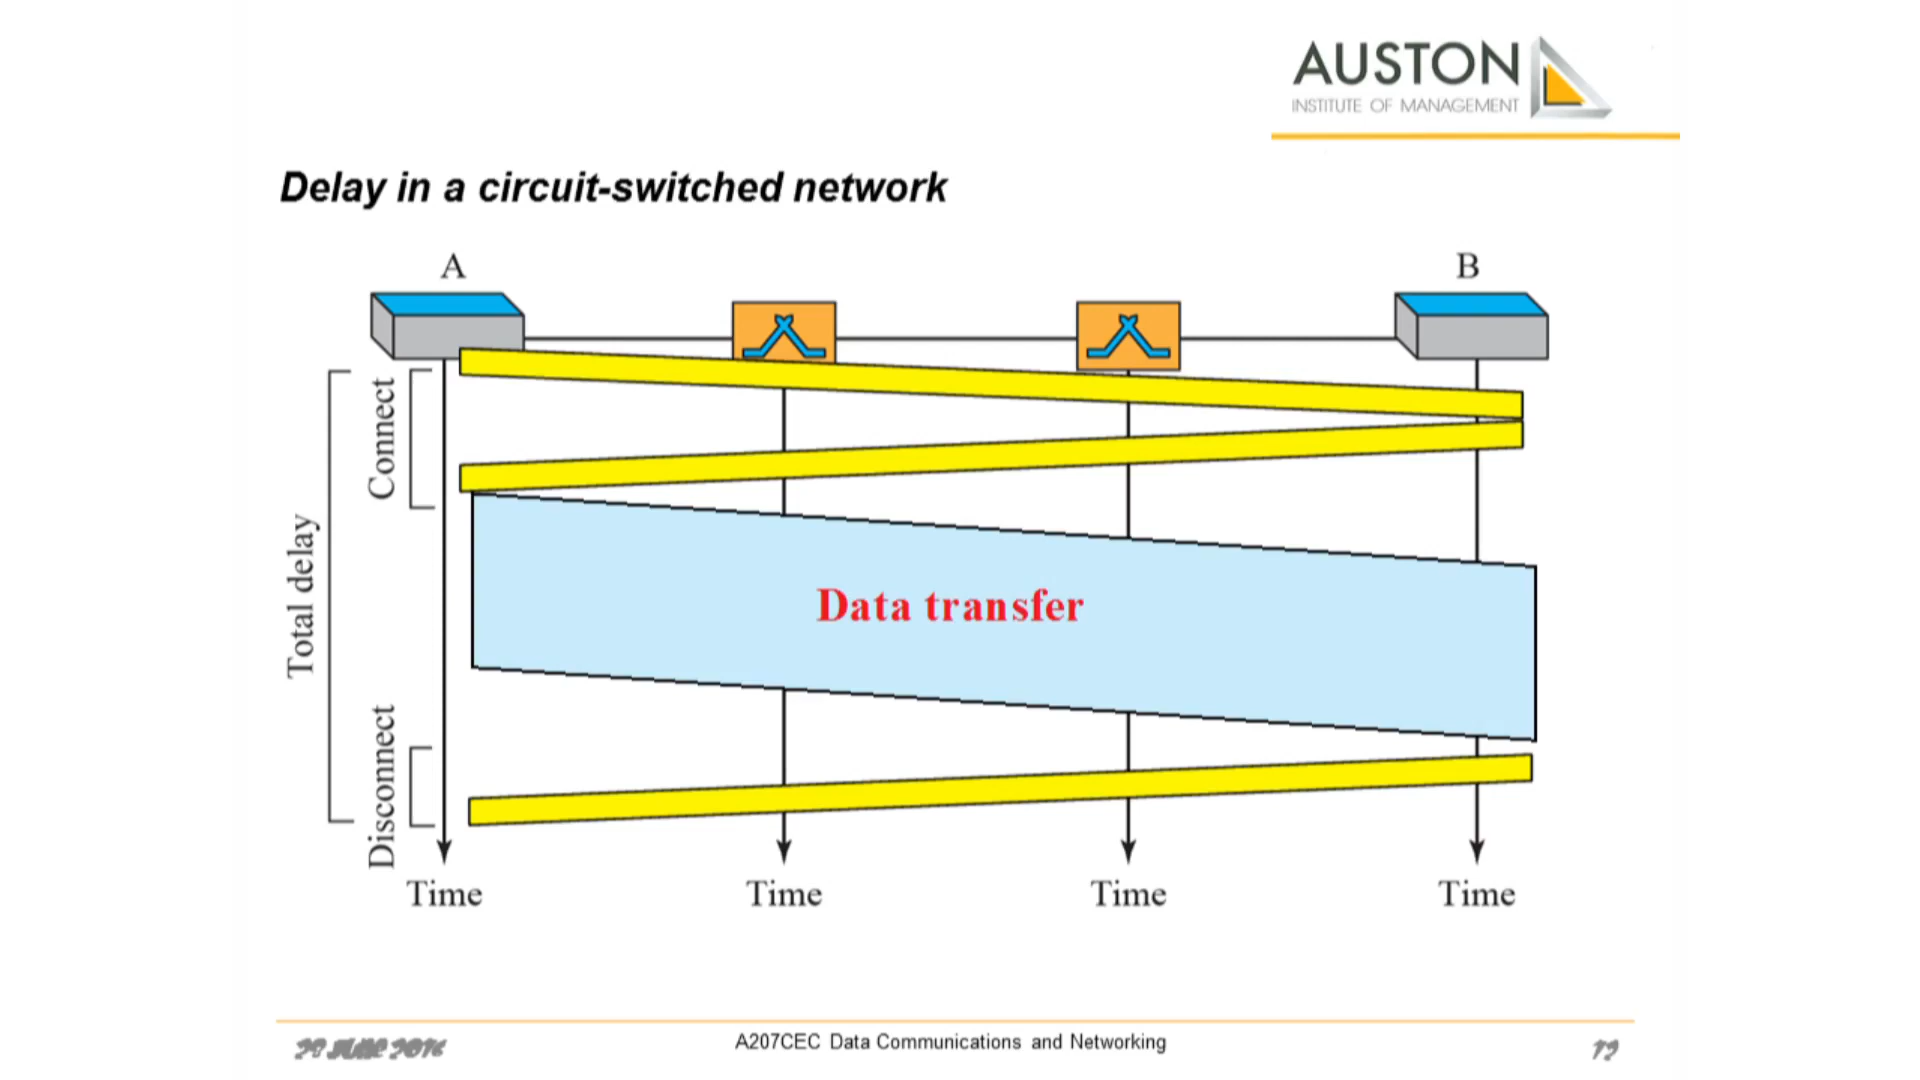 AUSTON
INSTITUTE OF MANAGEMENT
Delay in a circuit-switched network
A
B
Connect
Total delay
Data transfer
Disconnect
Time
Time
Time
Time
A207CEC Data Communications and Networking